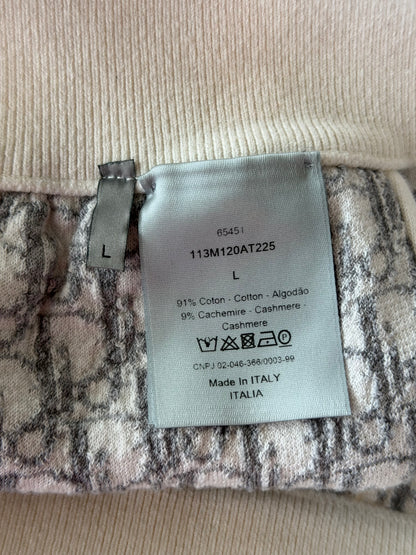 L
65451
113M120AT225
L
91% Coton - Cotton - Algodão
9% Cachemire - Cashmere -
Cashmere
CNPJ 02-046-366/0003-99
Made In ITALY
ITALIA